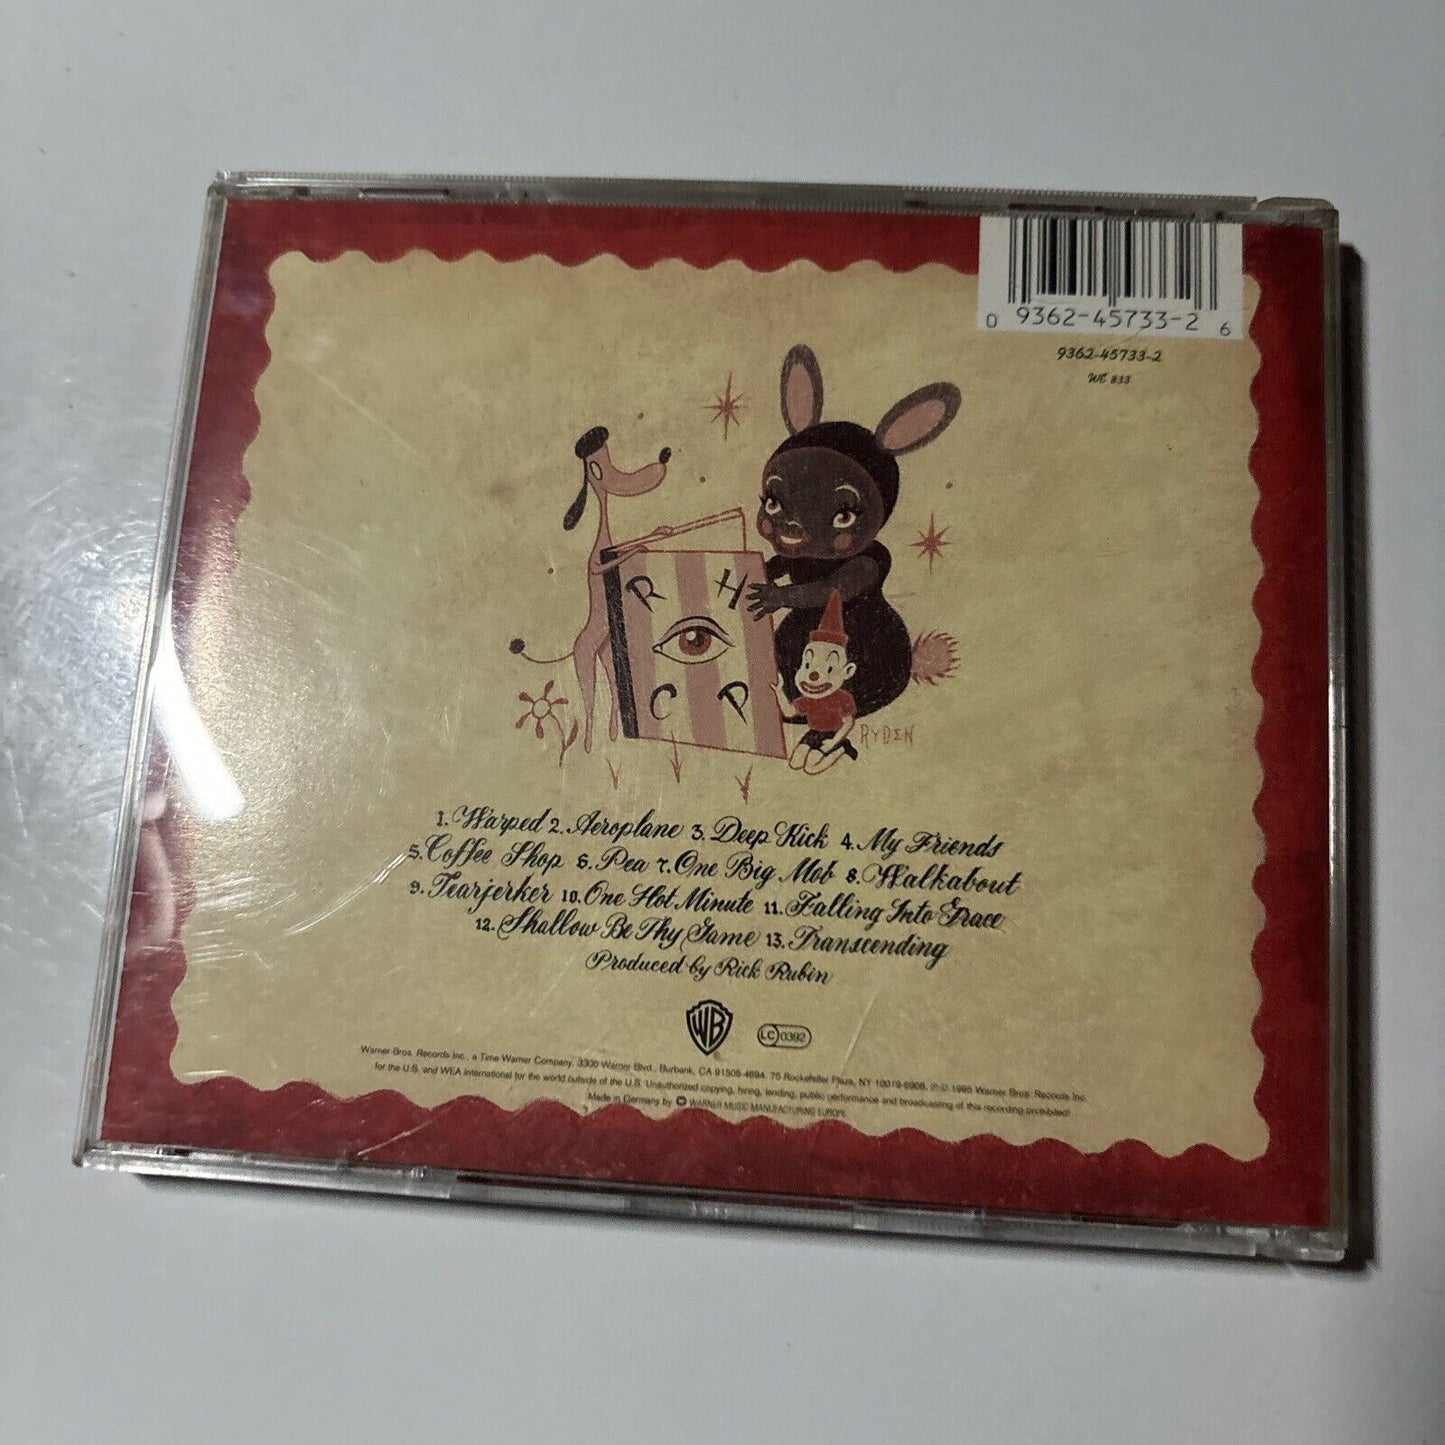 0 9362-45733-2 6
9362-45733-2
WE 833
R H
C P
RYDEN
1. Warped 2. Aeroplane 3. Deep Kick 4. My Friends
5. Coffee Shop 6. Pea 7. One Big Mob 8. Walkabout
9. Tearjerker 10. One Hot Minute 11. Falling Into Grace
12. Shallow Be Thy Game 13. Transcending
Produced by Rick Rubin
WB
LC 0392
Warner Bros. Records Inc., a Time Warner Company. 3300 Warner Blvd., Burbank, CA 91505-4694. 75 Rockefeller Plaza, NY 10019-6908. ℗ © 1995 Warner Bros. Records Inc.
for the U.S. and WEA International for the world outside of the U.S. Unauthorized copying, hiring, lending, public performance and broadcasting of this recording prohibited!
Made in Germany by WARNER MUSIC MANUFACTURING EUROPE